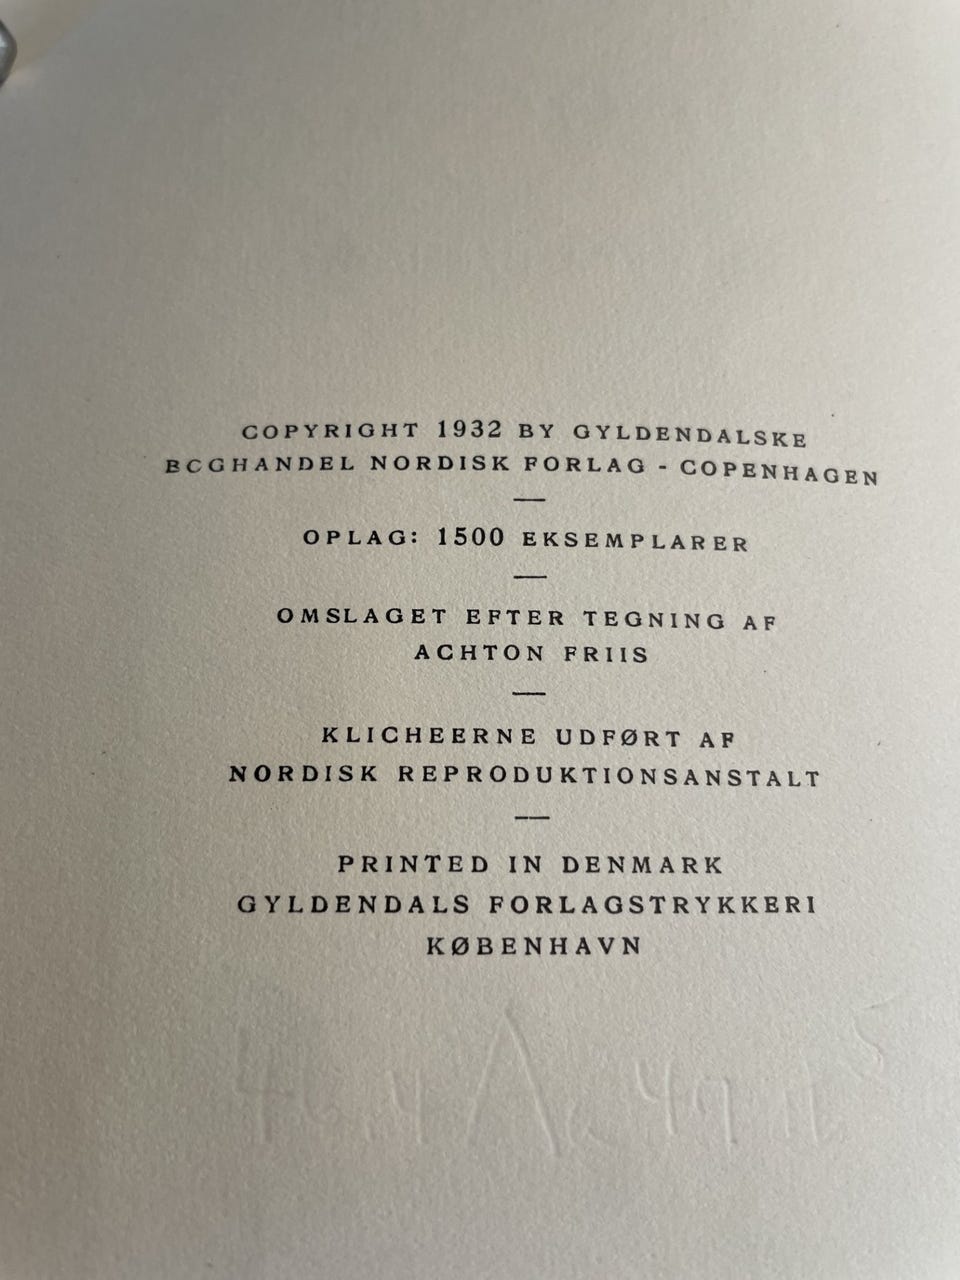 COPYRIGHT 1932 BY GYLDENDALSKE
BCGHANDEL NORDISK FORLAG - COPENHAGEN
OPLAG: 1500 EKSEMPLARER
OMSLAGET EFTER TEGNING AF
ACHTON FRIIS
KLICHEERNE UDFØRT AF
NORDISK REPRODUKTIONSANSTALT
PRINTED IN DENMARK
GYLDENDALS FORLAGSTRYKKERI
KØBENHAVN